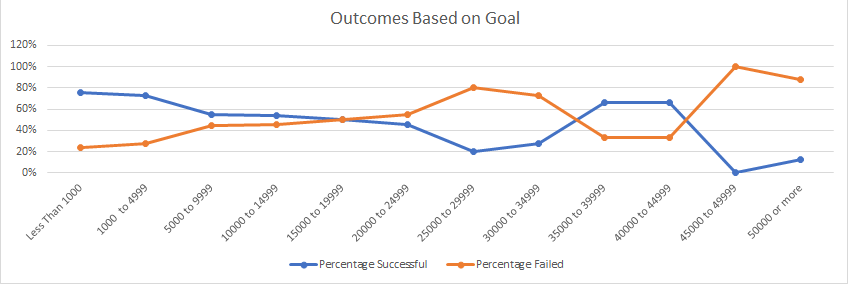 Outcomes Based on Goal
120%
100%
80%
60%
40%
20%
0%
Less Than 1000
1000 to 4999
5000 to 9999
10000 to 14999
15000 to 19999
20000 to 24999
25000 to 29999
30000 to 34999
35000 to 39999
40000 to 44999
45000 to 49999
50000 or more
Percentage Successful
Percentage Failed